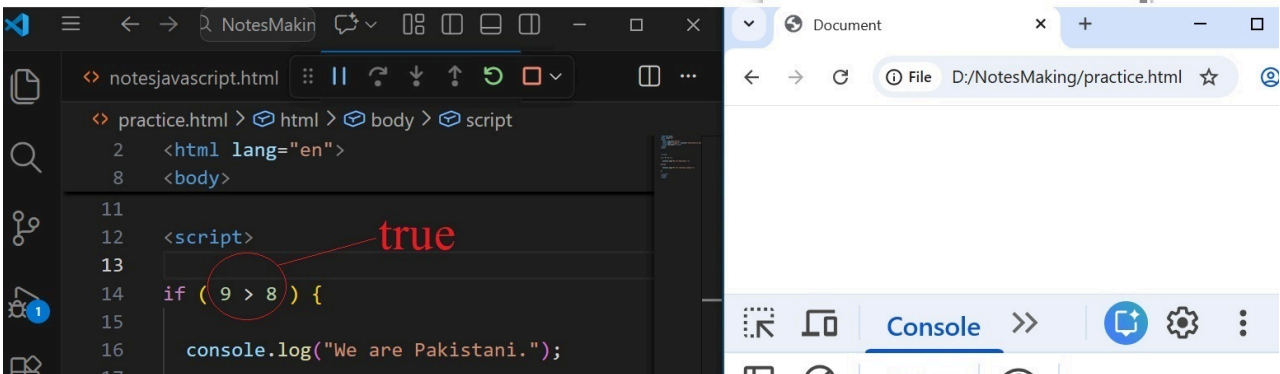 NotesMakin
notesjavascript.html
practice.html > html > body > script
2 <html lang="en">
8 <body>
11
12 <script>
13
14 if ( 9 > 8 ) {
15
16 console.log("We are Pakistani.");
true
1
Document
File D:/NotesMaking/practice.html
Console